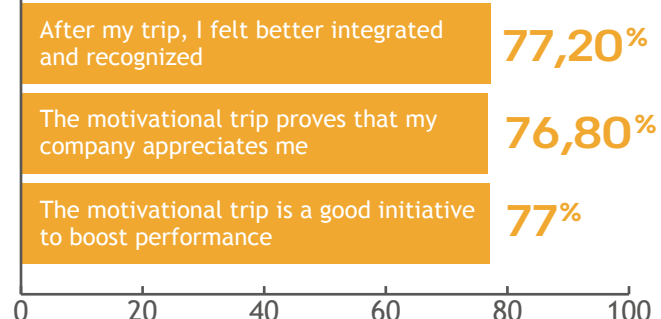 After my trip, I felt better integrated
and recognized
77,20%
The motivational trip proves that my
company appreciates me
76,80%
The motivational trip is a good initiative
to boost performance
77%
0 20 40 60 80 100